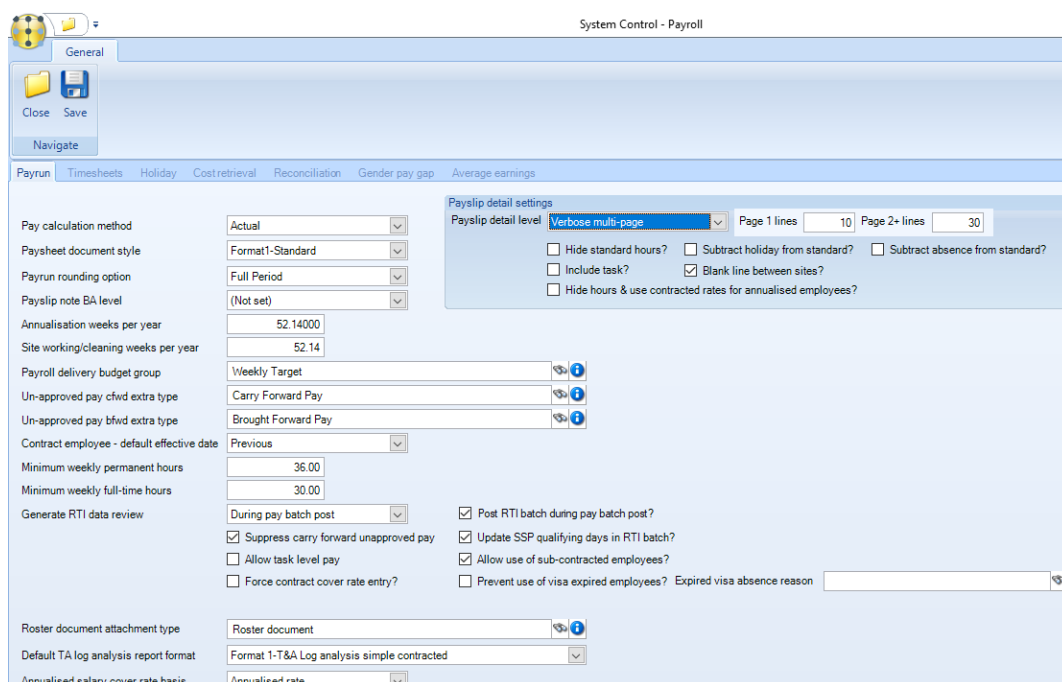 System Control - Payroll
General
Close Save
Navigate
Payrun Timesheets Holiday Cost retrieval Reconciliation Gender pay gap Average earnings
Payslip detail settings
Payslip detail level Verbose multi-page Page 1 lines 10 Page 2+ lines 30
Hide standard hours? Subtract holiday from standard? Subtract absence from standard?
Include task? Blank line between sites?
Hide hours & use contracted rates for annualised employees?
Pay calculation method Actual
Paysheet document style Format1-Standard
Payrun rounding option Full Period
Payslip note BA level (Not set)
Annualisation weeks per year 52.14000
Site working/cleaning weeks per year 52.14
Payroll delivery budget group Weekly Target
Un-approved pay cfwd extra type Carry Forward Pay
Un-approved pay bfwd extra type Brought Forward Pay
Contract employee - default effective date Previous
Minimum weekly permanent hours 36.00
Minimum weekly full-time hours 30.00
Generate RTI data review During pay batch post Post RTI batch during pay batch post?
Suppress carry forward unapproved pay Update SSP qualifying days in RTI batch?
Allow task level pay Allow use of sub-contracted employees?
Force contract cover rate entry? Prevent use of visa expired employees? Expired visa absence reason
Roster document attachment type Roster document
Default TA log analysis report format Format 1-T&A Log analysis simple contracted
Annualised salary cover rate basis Annualised rate